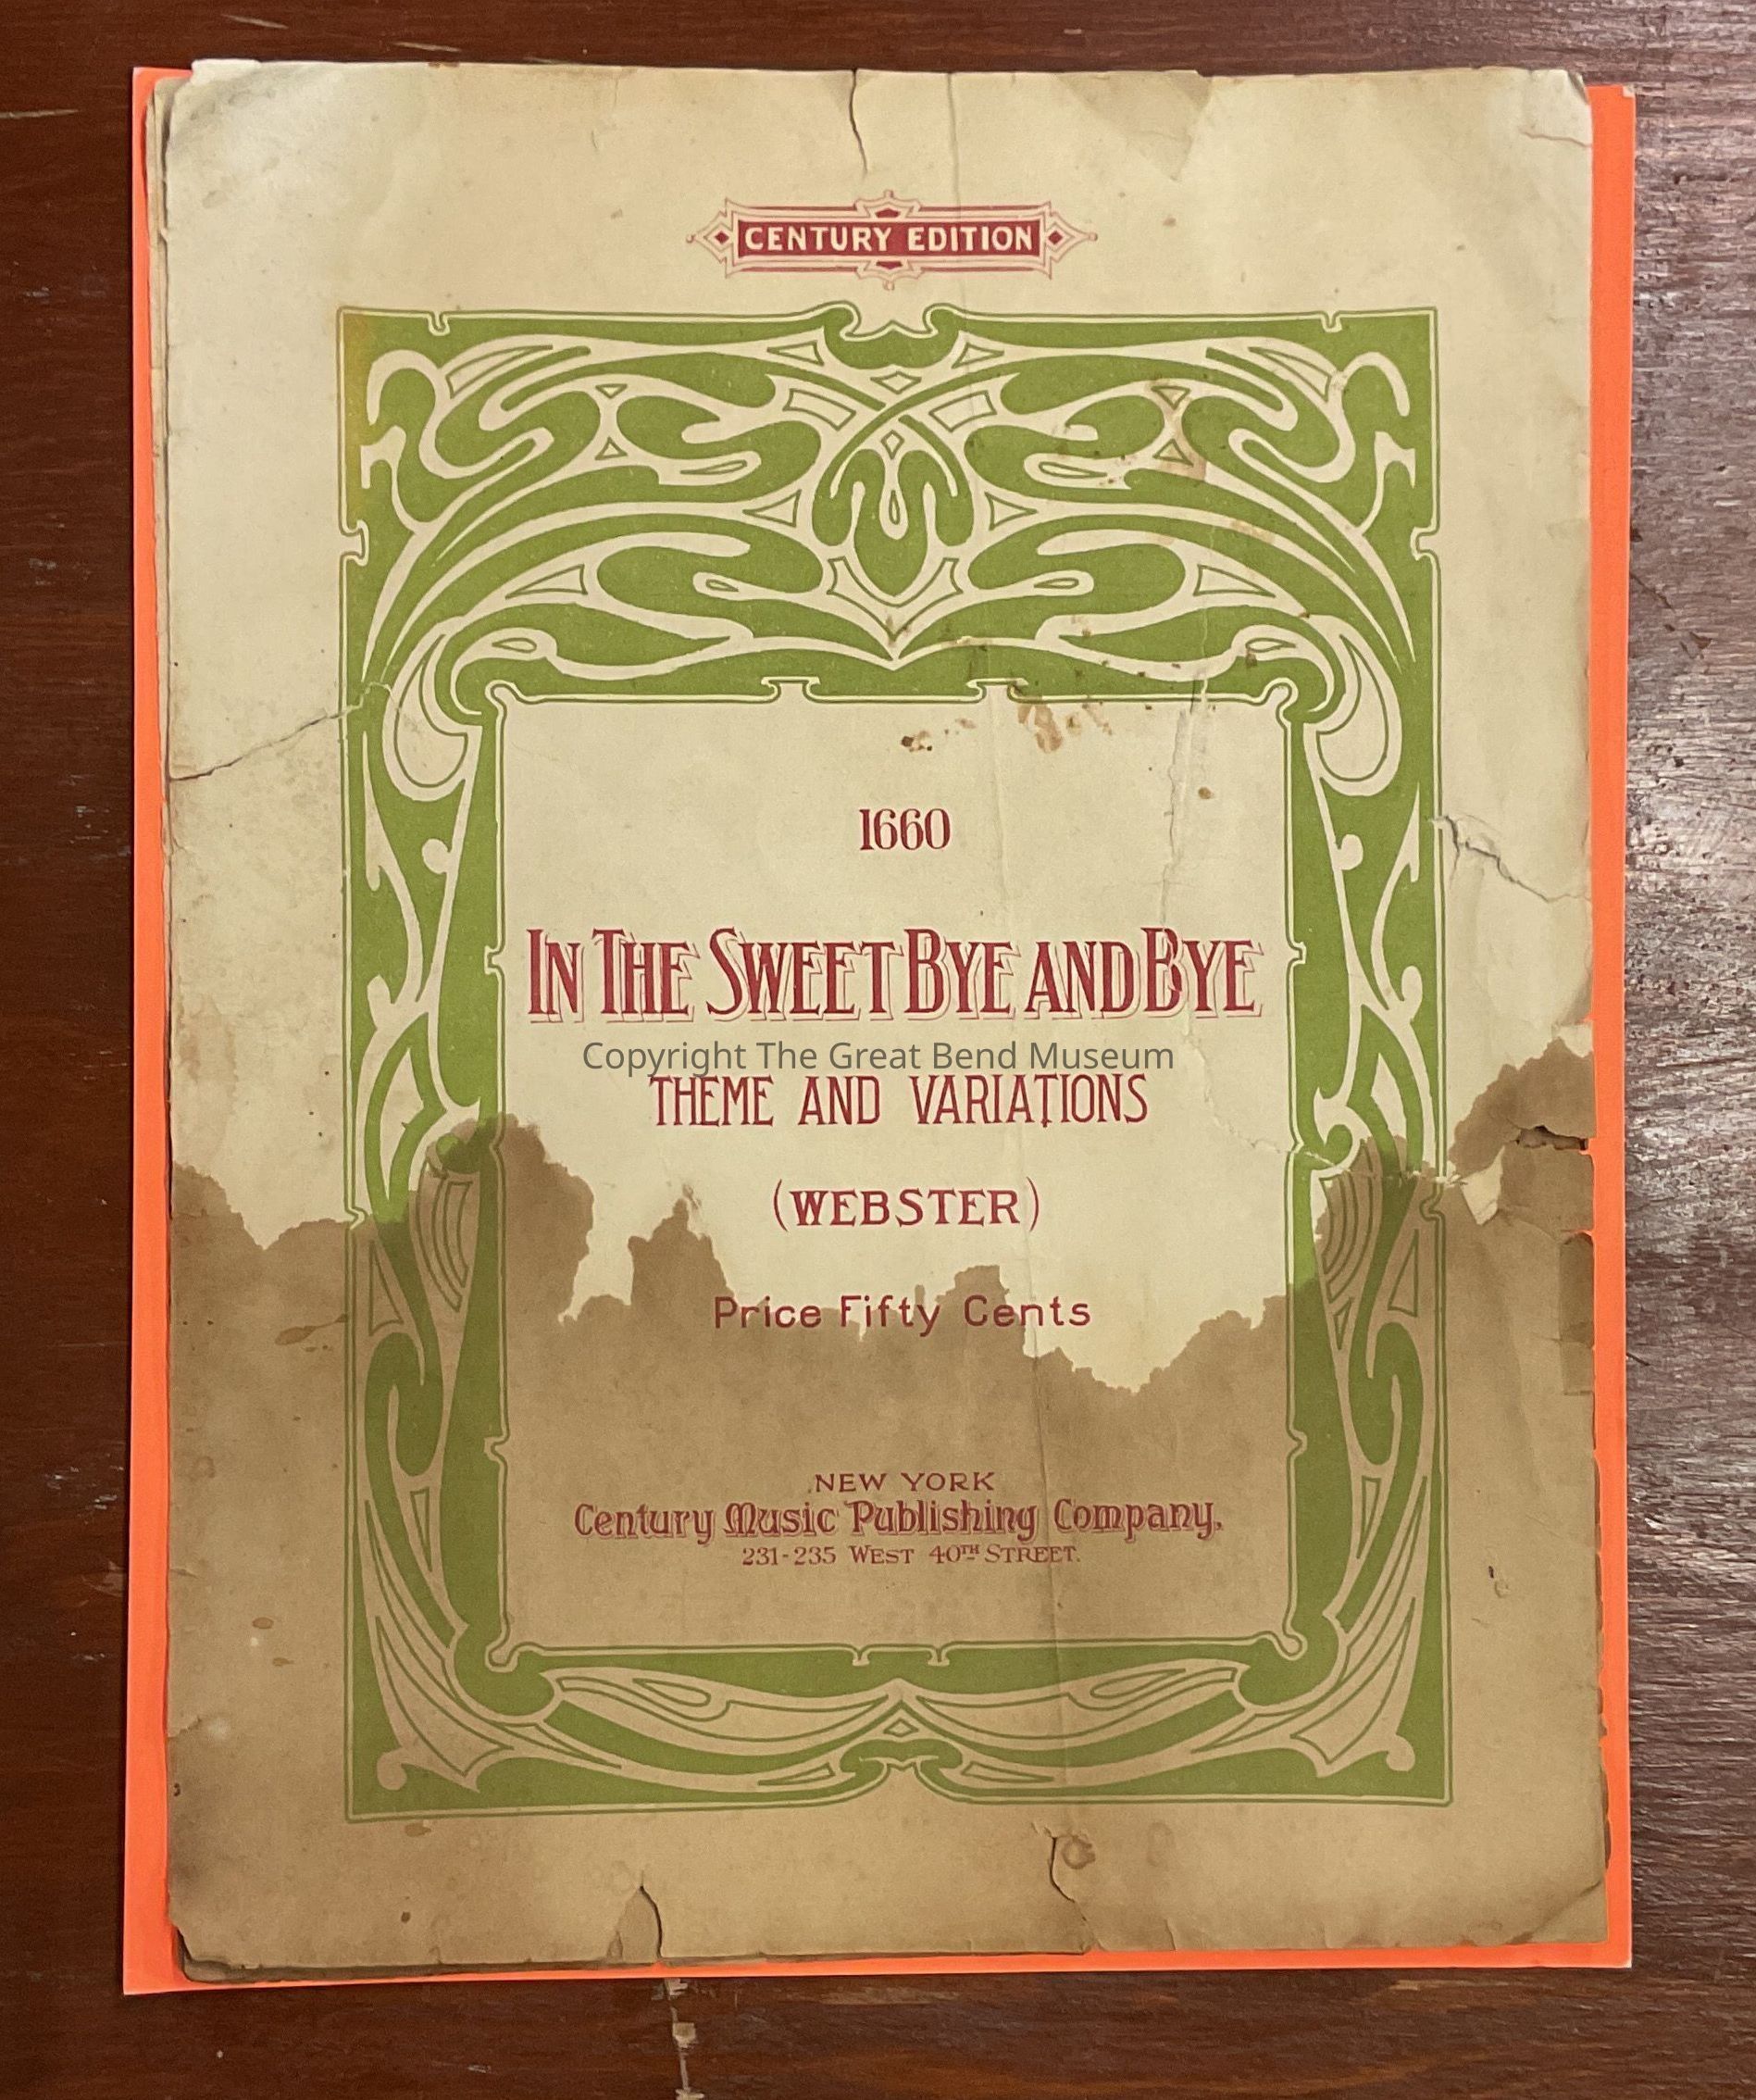 CENTURY EDITION
1660
IN THE SWEET BYE AND BYE
Copyright The Great Bend Museum
THEME AND VARIATIONS
(WEBSTER)
Price Fifty Cents
NEW YORK
Century Music Publishing Company.
231-235 WEST 40TH STREET.